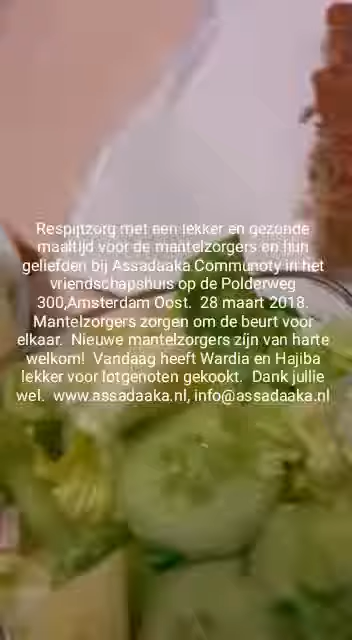 Respijtzorg met een lekker en gezonde
maaltijd voor de mantelzorgers en hun
geliefden bij Assadaaka Communoty in het
vriendschapshuis op de Polderweg
300,Amsterdam Oost.  28 maart 2018.
Mantelzorgers zorgen om de beurt voor
elkaar.  Nieuwe mantelzorgers zijn van harte
welkom!  Vandaag heeft Wardia en Hajiba
lekker voor lotgenoten gekookt.  Dank jullie
wel.  www.assadaaka.nl, info@assadaaka.nl